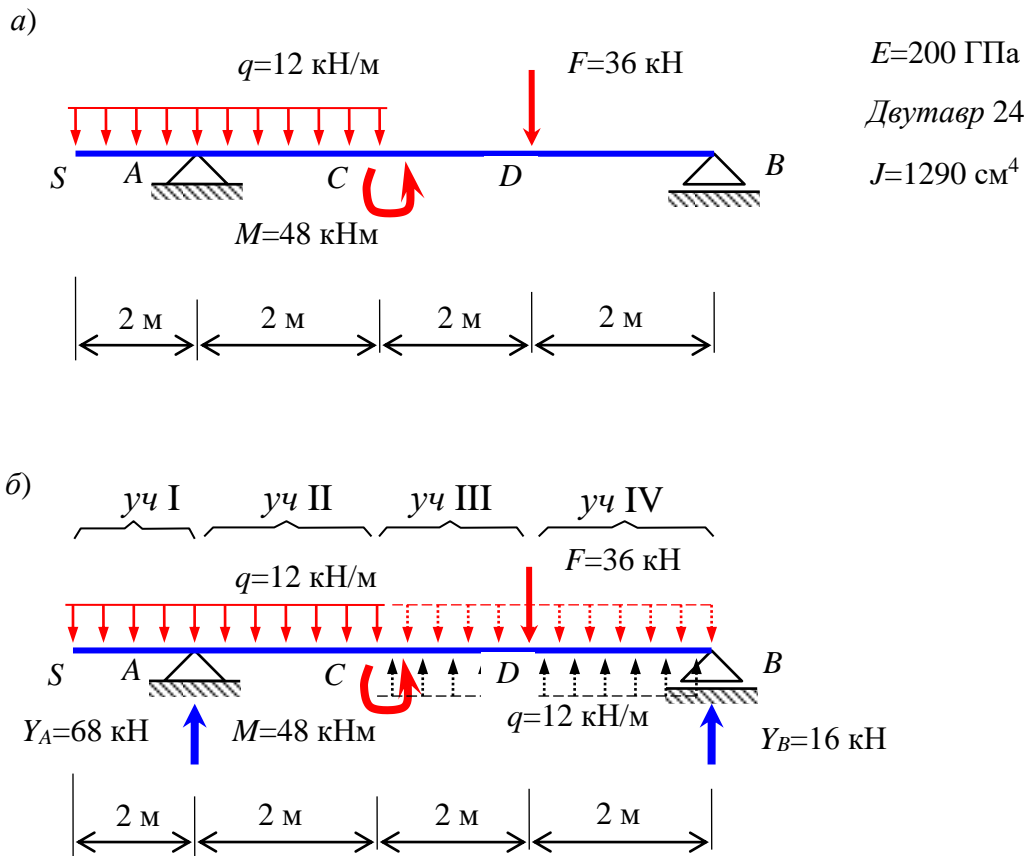 а)
q=12 кН/м
F=36 кН
E=200 ГПа
Двутавр 24
J=1290 см⁴
S A C D B
M=48 кНм
2 м 2 м 2 м 2 м
б)
уч I уч II уч III уч IV
F=36 кН
q=12 кН/м
S A C D B
q=12 кН/м
Y_A=68 кН M=48 кНм Y_B=16 кН
2 м 2 м 2 м 2 м